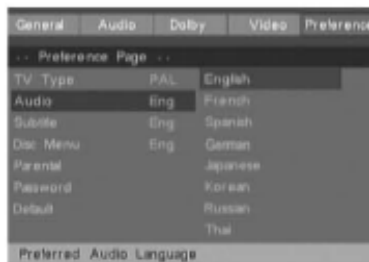 General Audio Dolby Video Preference
-- Preference Page --
TV Type PAL English
Audio Eng French
Subtitle Eng Spanish
Disc Menu Eng German
Parental Japanese
Password Korean
Default Russian
Thai
Preferred Audio Language